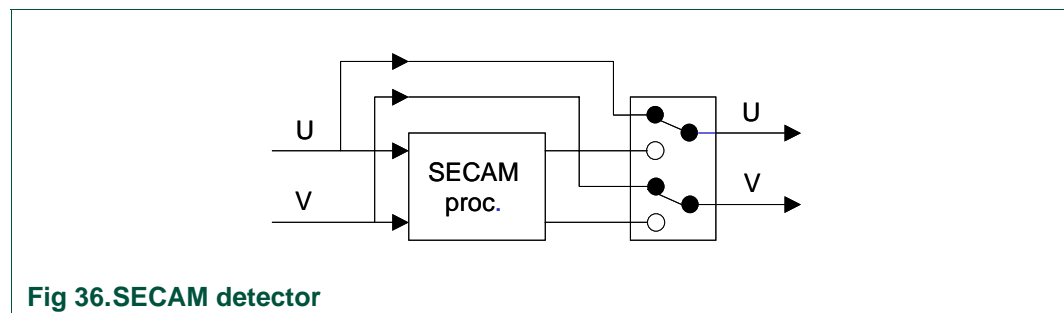 U
V
SECAM
proc.
U
V
Fig 36.SECAM detector